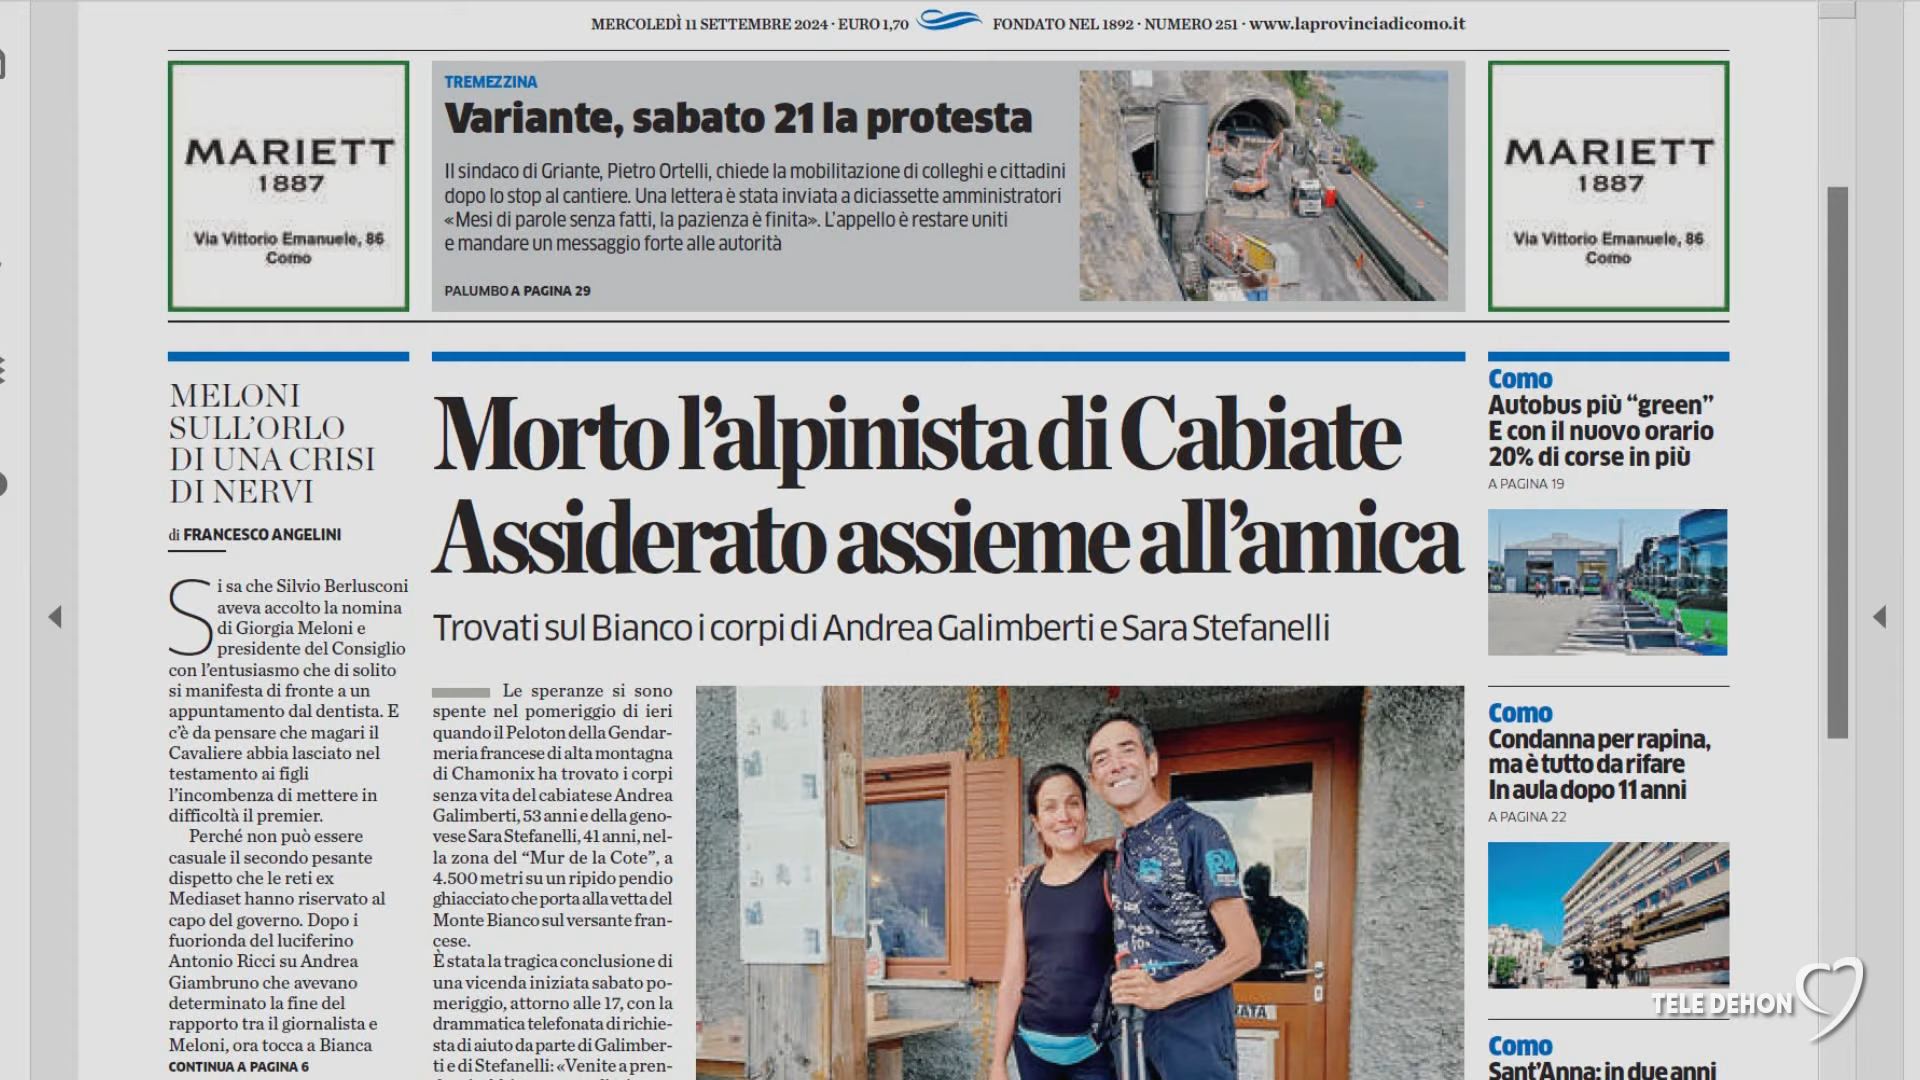 MERCOLEDÌ 11 SETTEMBRE 2024 · EURO 1,70
FONDATO NEL 1892 · NUMERO 251 · www.laprovinciadicomo.it
MARIETT
1887
Via Vittorio Emanuele, 86
Como
TREMEZZINA
Variante, sabato 21 la protesta
Il sindaco di Griante, Pietro Ortelli, chiede la mobilitazione di colleghi e cittadini
dopo lo stop al cantiere. Una lettera è stata inviata a diciassette amministratori
«Mesi di parole senza fatti, la pazienza è finita». L'appello è restare uniti
e mandare un messaggio forte alle autorità
PALUMBO A PAGINA 29
MARIETT
1887
Via Vittorio Emanuele, 86
Como
MELONI
SULL'ORLO
DI UNA CRISI
DI NERVI
di FRANCESCO ANGELINI
Si sa che Silvio Berlusconi
aveva accolto la nomina
di Giorgia Meloni e
presidente del Consiglio
con l'entusiasmo che di solito
si manifesta di fronte a un
appuntamento dal dentista. E
c'è da pensare che magari il
Cavaliere abbia lasciato nel
testamento ai figli
l'incombenza di mettere in
difficoltà il premier.
Perché non può essere
casuale il secondo pesante
dispetto che le reti ex
Mediaset hanno riservato al
capo del governo. Dopo i
fuorionda del luciferino
Antonio Ricci su Andrea
Giambruno che avevano
determinato la fine del
rapporto tra il giornalista e
Meloni, ora tocca a Bianca
CONTINUA A PAGINA 6
Morto l'alpinista di Cabiate
Assiderato assieme all'amica
Trovati sul Bianco i corpi di Andrea Galimberti e Sara Stefanelli
Le speranze si sono
spente nel pomeriggio di ieri
quando il Peloton della Gendar-
meria francese di alta montagna
di Chamonix ha trovato i corpi
senza vita del cabiatese Andrea
Galimberti, 53 anni e della geno-
vese Sara Stefanelli, 41 anni, nel-
la zona del “Mur de la Cote”, a
4.500 metri su un ripido pendio
ghiacciato che porta alla vetta del
Monte Bianco sul versante fran-
cese.
È stata la tragica conclusione di
una vicenda iniziata sabato po-
meriggio, attorno alle 17, con la
drammatica telefonata di richie-
sta di aiuto da parte di Galimber-
ti e di Stefanelli: «Venite a pren-
Como
Autobus più “green”
E con il nuovo orario
20% di corse in più
A PAGINA 19
Como
Condanna per rapina,
ma è tutto da rifare
In aula dopo 11 anni
A PAGINA 22
TELE DEHON
Como
Sant'Anna: in due anni